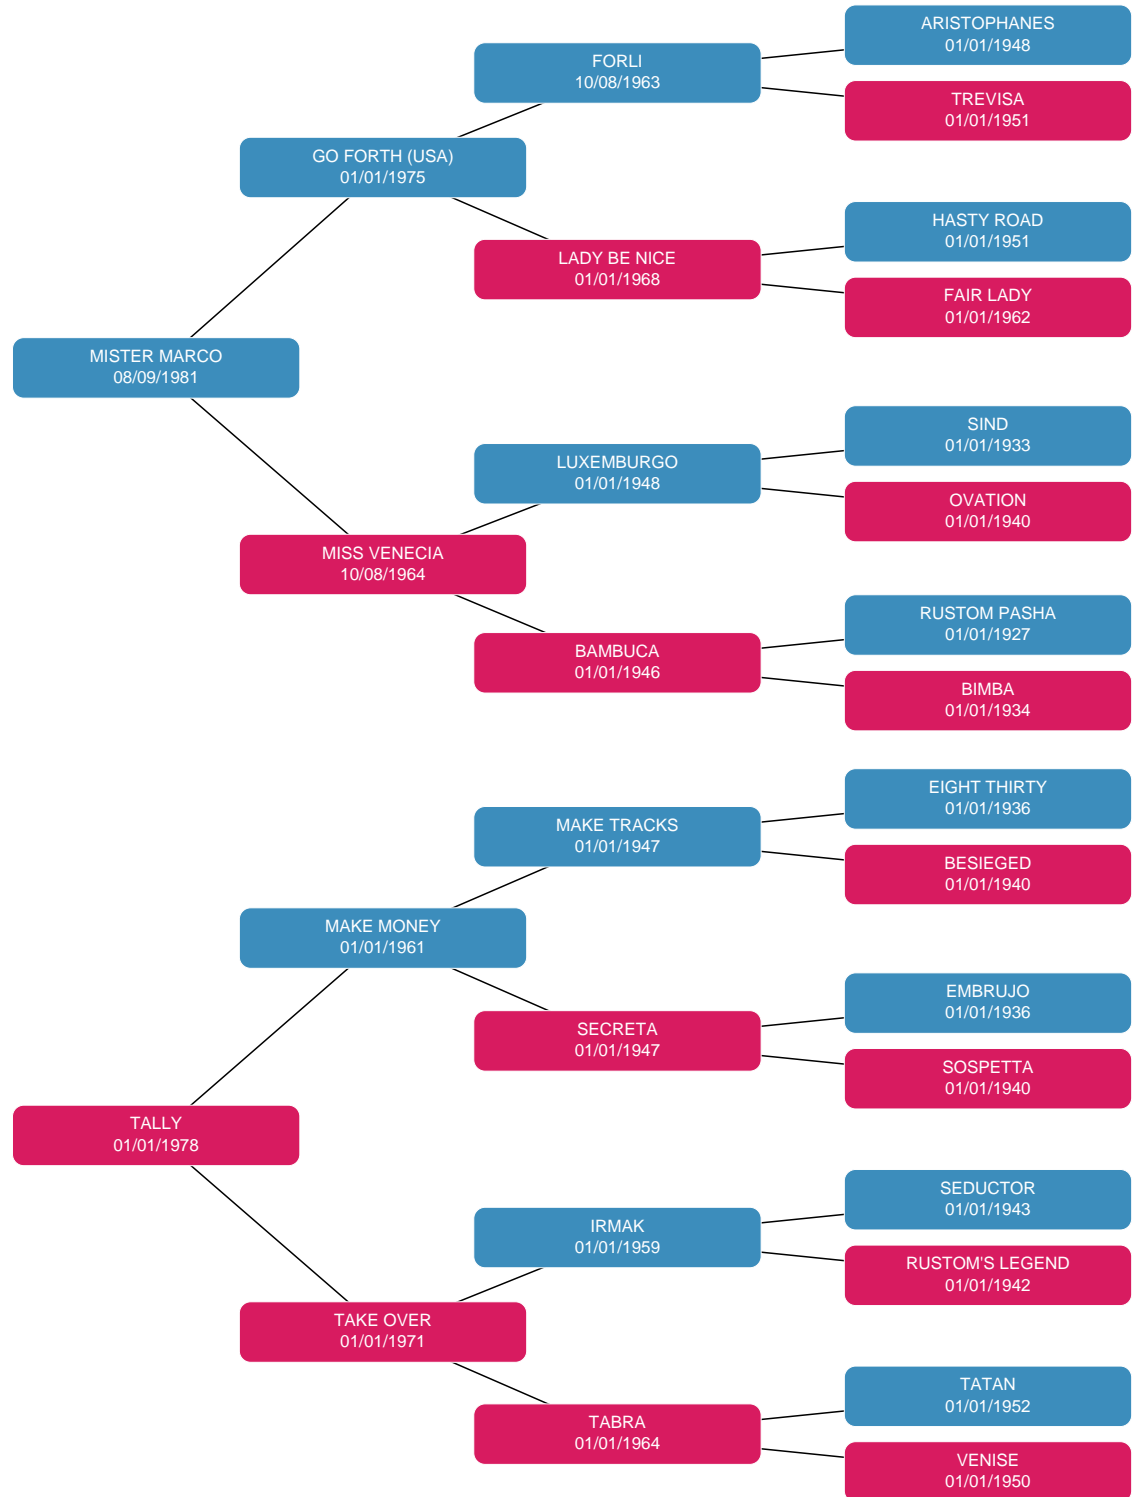 ARISTOPHANES
01/01/1948
FORLI
10/08/1963
TREVISA
01/01/1951
GO FORTH (USA)
01/01/1975
HASTY ROAD
01/01/1951
LADY BE NICE
01/01/1968
FAIR LADY
01/01/1962
MISTER MARCO
08/09/1981
SIND
01/01/1933
LUXEMBURGO
01/01/1948
OVATION
01/01/1940
MISS VENECIA
10/08/1964
RUSTOM PASHA
01/01/1927
BAMBUCA
01/01/1946
BIMBA
01/01/1934
EIGHT THIRTY
01/01/1936
MAKE TRACKS
01/01/1947
BESIEGED
01/01/1940
MAKE MONEY
01/01/1961
EMBRUJO
01/01/1936
SECRETA
01/01/1947
SOSPETTA
01/01/1940
TALLY
01/01/1978
SEDUCTOR
01/01/1943
IRMAK
01/01/1959
RUSTOM'S LEGEND
01/01/1942
TAKE OVER
01/01/1971
TATAN
01/01/1952
TABRA
01/01/1964
VENISE
01/01/1950